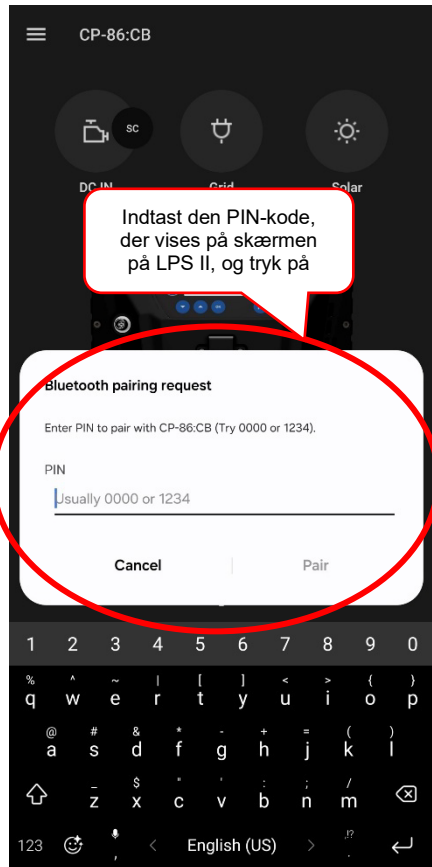 CP-86:CB
SC
DC IN Grid Solar
Indtast den PIN-kode,
der vises på skærmen
på LPS II, og tryk på
Bluetooth pairing request
Enter PIN to pair with CP-86:CB (Try 0000 or 1234).
PIN
Usually 0000 or 1234
Cancel Pair
1 2 3 4 5 6 7 8 9 0
% ^ ~ | [ ] < > { }
q w e r t y u i o p
@ # & * - + = ( )
a s d f g h j k l
_ $ " ' : ; /
z x c v b n m
123 , < English (US) > . ,!?